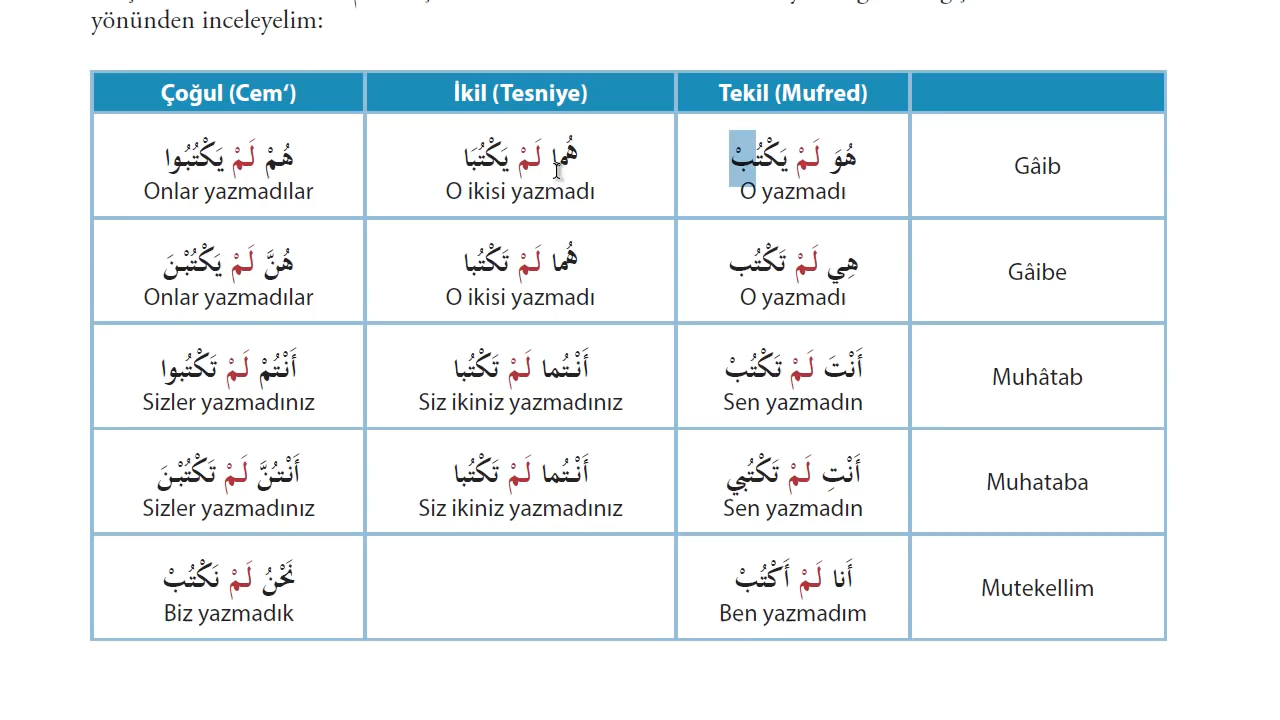 yönünden inceleyelim:
Çoğul (Cem‘)
İkil (Tesniye)
Tekil (Mufred)
هُمْ لَمْ يَكْتُبُوا
Onlar yazmadılar
هُما لَمْ يَكْتُبَا
O ikisi yazmadı
هُوَ لَمْ يَكْتُبْ
O yazmadı
Gâib
هُنَّ لَمْ يَكْتُبْنَ
Onlar yazmadılar
هُما لَمْ تَكْتُبا
O ikisi yazmadı
هِي لَمْ تَكْتُب
O yazmadı
Gâibe
أَنْتُمْ لَمْ تَكْتُبوا
Sizler yazmadınız
أَنْتُما لَمْ تَكْتُبا
Siz ikiniz yazmadınız
أَنْتَ لَمْ تَكْتُبْ
Sen yazmadın
Muhâtab
أَنْتُنَّ لَمْ تَكْتُبْنَ
Sizler yazmadınız
أَنْتُما لَمْ تَكْتُبا
Siz ikiniz yazmadınız
أَنْتِ لَمْ تَكْتُبي
Sen yazmadın
Muhataba
نَحْنُ لَمْ نَكْتُبْ
Biz yazmadık
أَنا لَمْ أَكْتُبْ
Ben yazmadım
Mutekellim